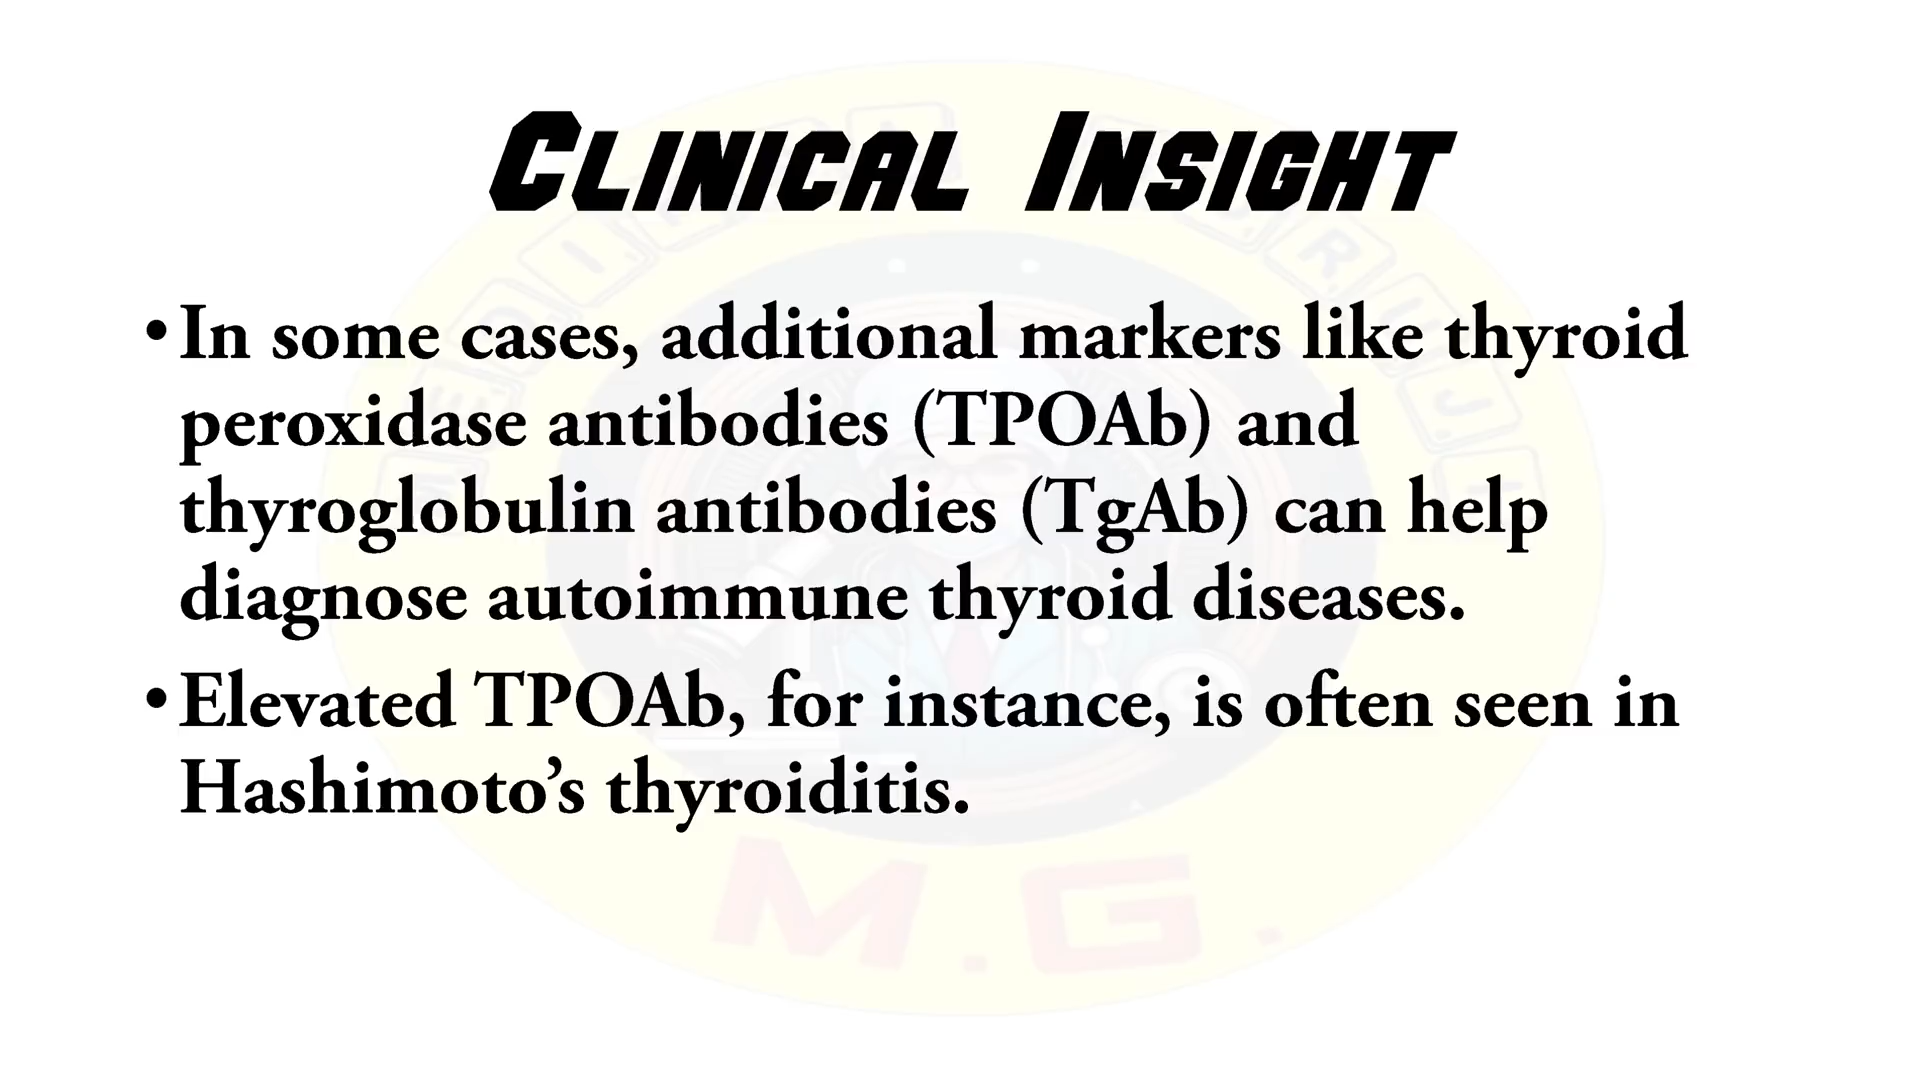 Clinical Insight
• In some cases, additional markers like thyroid
peroxidase antibodies (TPOAb) and
thyroglobulin antibodies (TgAb) can help
diagnose autoimmune thyroid diseases.
• Elevated TPOAb, for instance, is often seen in
Hashimoto’s thyroiditis.
M.G.